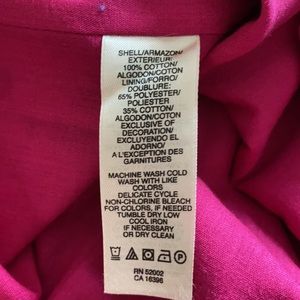 SHELL/ARMAZON/
EXTERIEUR:
100% COTTON/
ALGODON/COTON
LINING/FORRO/
DOUBLURE:
65% POLYESTER/
POLIESTER
35% COTTON/
ALGODON/COTON
EXCLUSIVE OF
DECORATION/
EXCLUYENDO EL
ADORNO/
A L'EXCEPTION DES
GARNITURES
MACHINE WASH COLD
WASH WITH LIKE
COLORS
DELICATE CYCLE
NON-CHLORINE BLEACH
FOR COLORS, IF NEEDED
TUMBLE DRY LOW
COOL IRON
IF NECESSARY
OR DRY CLEAN
P
RN 52002
CA 16396